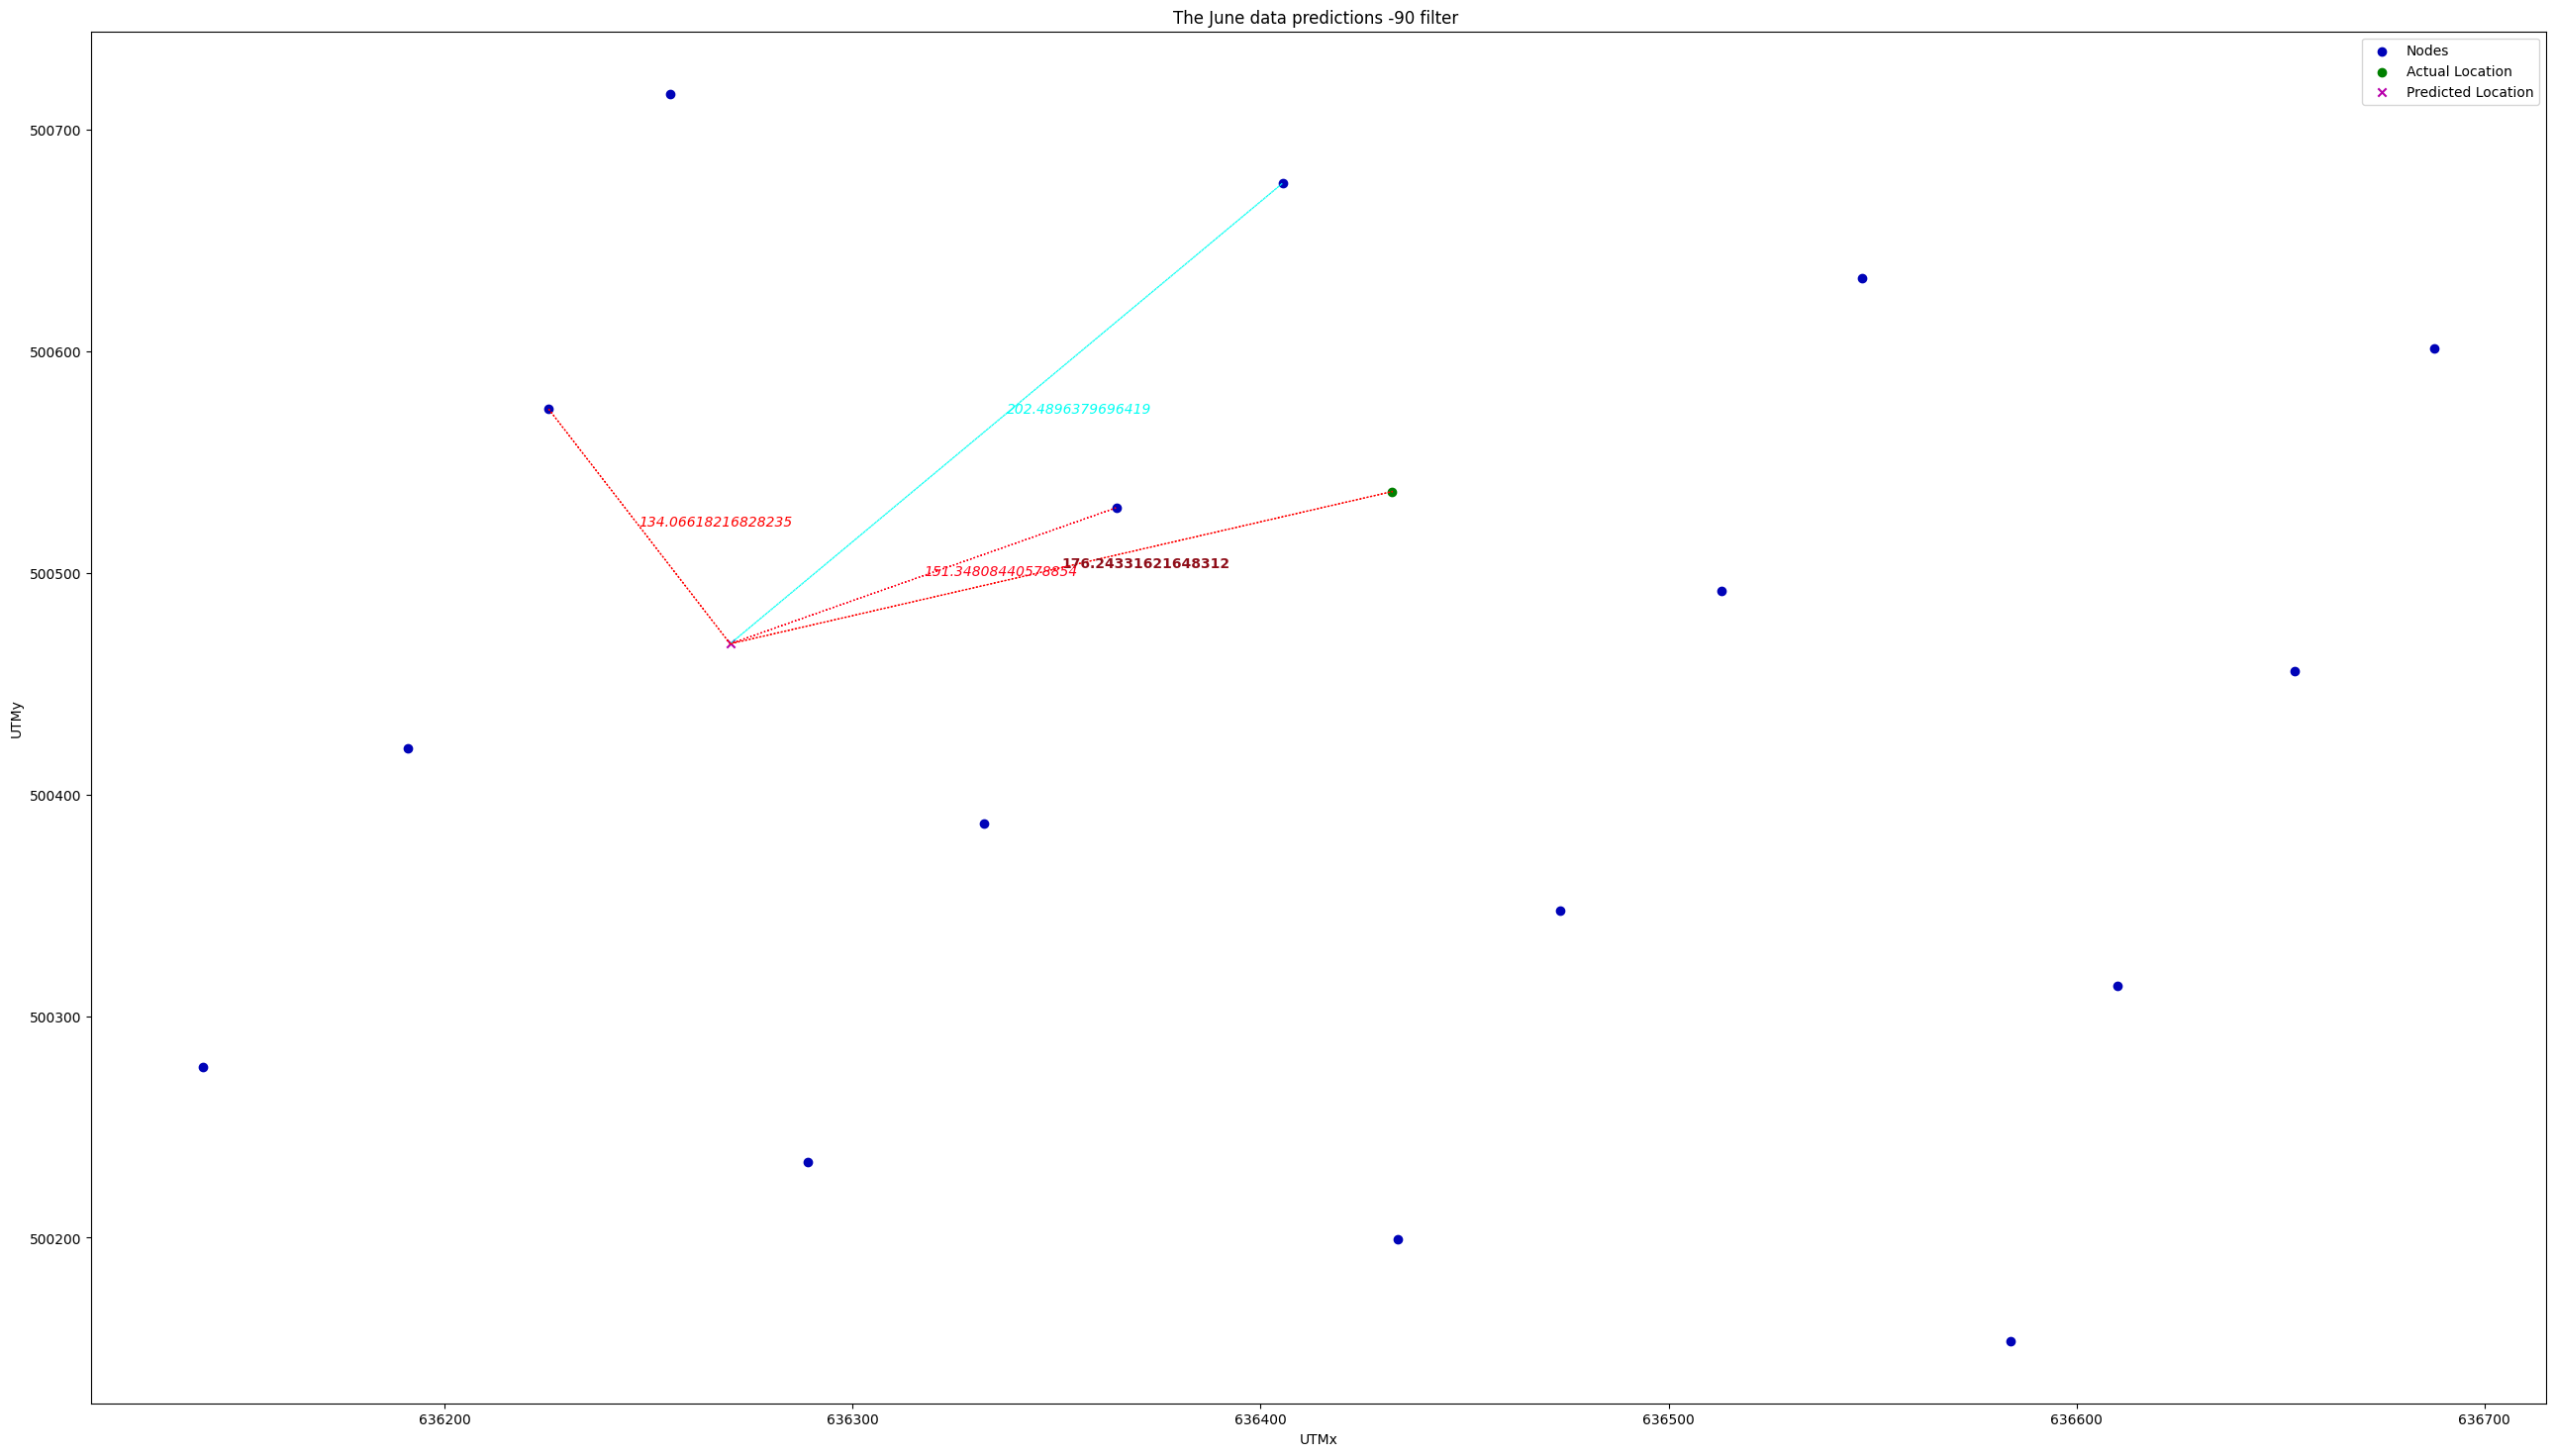 The June data predictions -90 filter
Nodes
Actual Location
Predicted Location
500700
500600
500500
500400
500300
500200
UTMy
202.4896379696419
134.06618216828235
176.24331621648312
151.34808440578854
636200
636300
636400
636500
636600
636700
UTMx